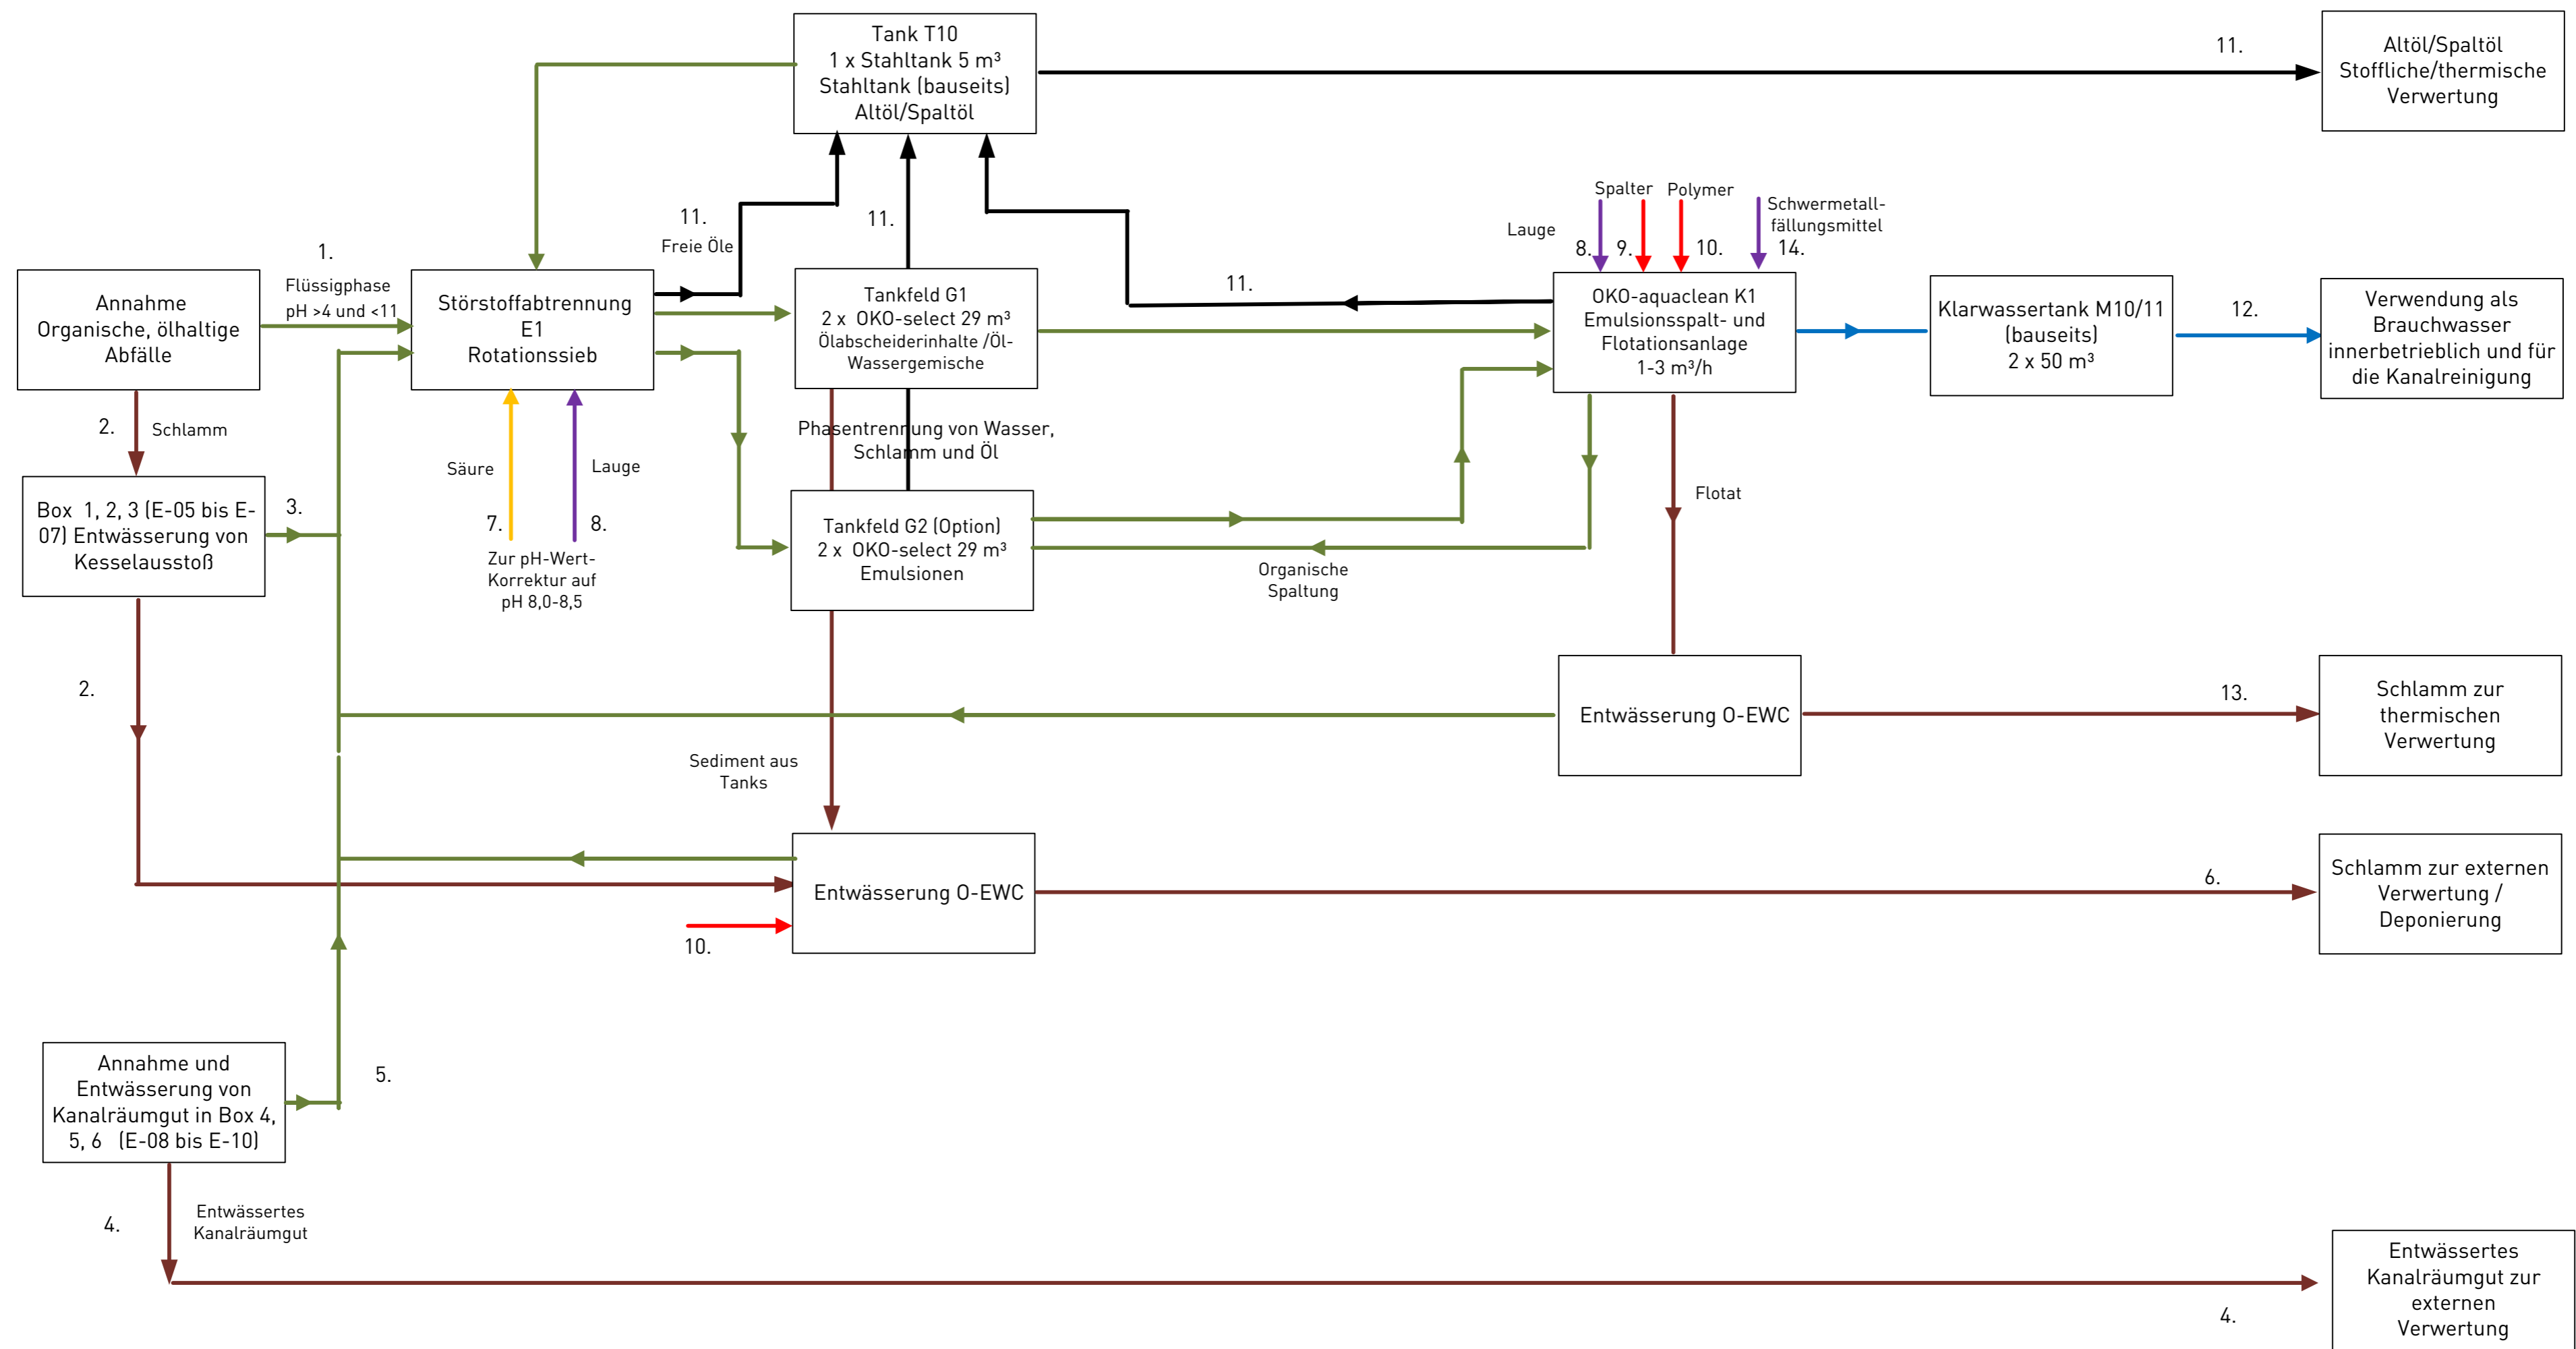 Tank T10
1 x Stahltank 5 m³
Stahltank (bauseits)
Altöl/Spaltöl
11.
Altöl/Spaltöl
Stoffliche/thermische
Verwertung
1.
Flüssigphase
pH >4 und <11
11.
Freie Öle
11.
11.
Spalter
Polymer
Lauge
Schwermetall-
fällungsmittel
8.
9.
10.
14.
Annahme
Organische, ölhaltige
Abfälle
Störstoffabtrennung
E1
Rotationssieb
Tankfeld G1
2 x OKO-select 29 m³
Ölabscheiderinhalte /Öl-
Wassergemische
OKO-aquaclean K1
Emulsionsspalt- und
Flotationsanlage
1-3 m³/h
Klarwassertank M10/11
(bauseits)
2 x 50 m³
12.
Verwendung als
Brauchwasser
innerbetrieblich und für
die Kanalreinigung
2.
Schlamm
Phasentrennung von Wasser,
Schlamm und Öl
Säure
Lauge
7.
8.
Zur pH-Wert-
Korrektur auf
pH 8,0-8,5
Box 1, 2, 3 (E-05 bis E-
07) Entwässerung von
Kesselausstoß
3.
Tankfeld G2 (Option)
2 x OKO-select 29 m³
Emulsionen
Organische
Spaltung
Flotat
2.
Entwässerung O-EWC
13.
Schlamm zur
thermischen
Verwertung
Sediment aus
Tanks
Entwässerung O-EWC
10.
6.
Schlamm zur externen
Verwertung /
Deponierung
Annahme und
Entwässerung von
Kanalräumgut in Box 4,
5, 6 (E-08 bis E-10)
5.
4.
Entwässertes
Kanalräumgut
4.
Entwässertes
Kanalräumgut zur
externen
Verwertung